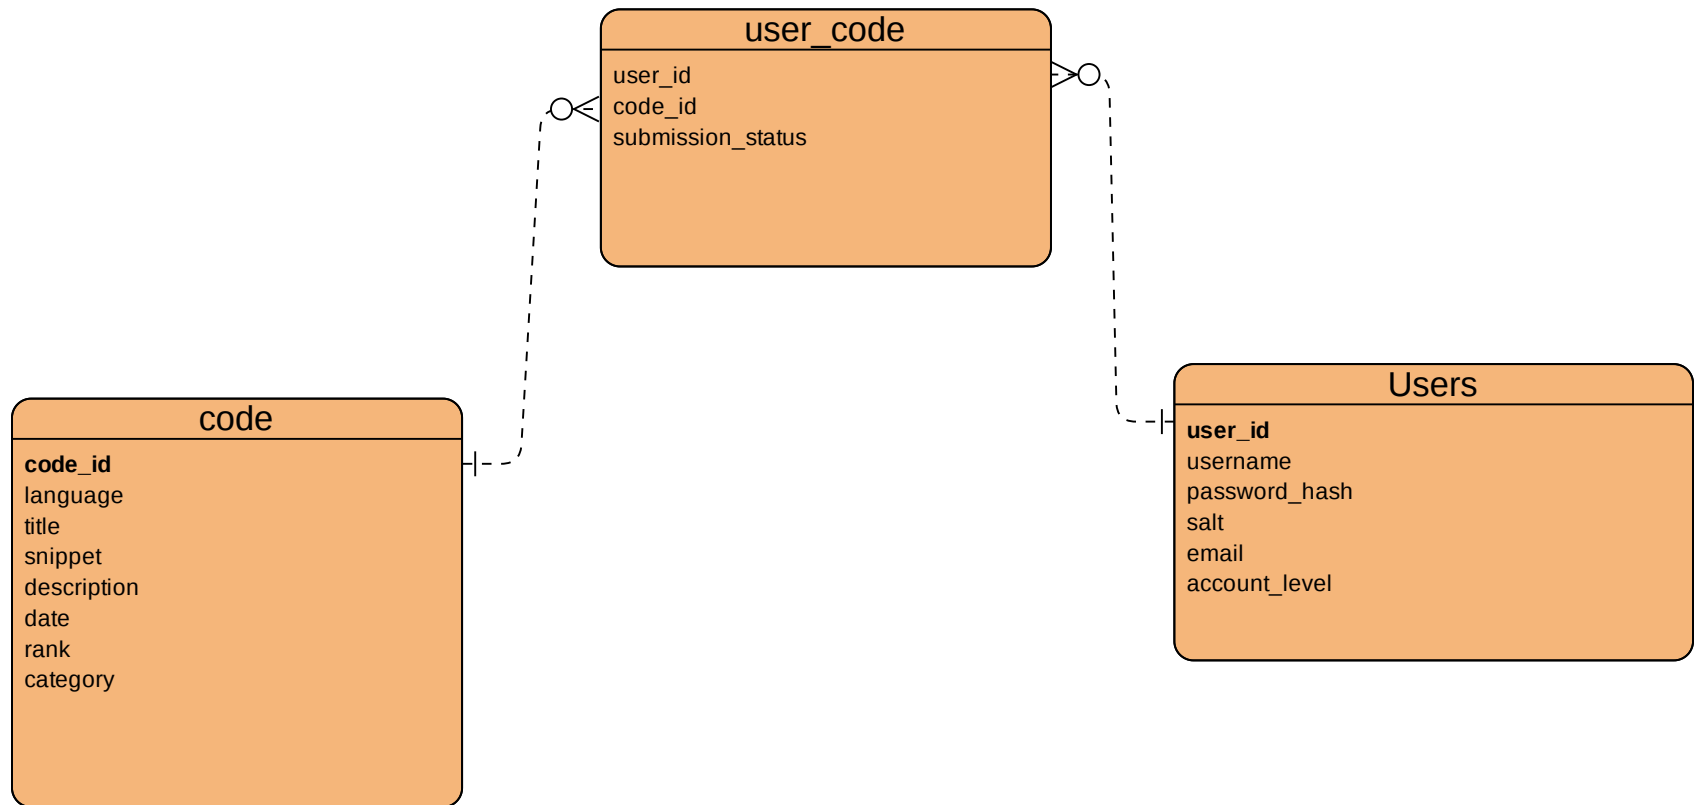 user_code
user_id
code_id
submission_status
code
code_id
language
title
snippet
description
date
rank
category
Users
user_id
username
password_hash
salt
email
account_level